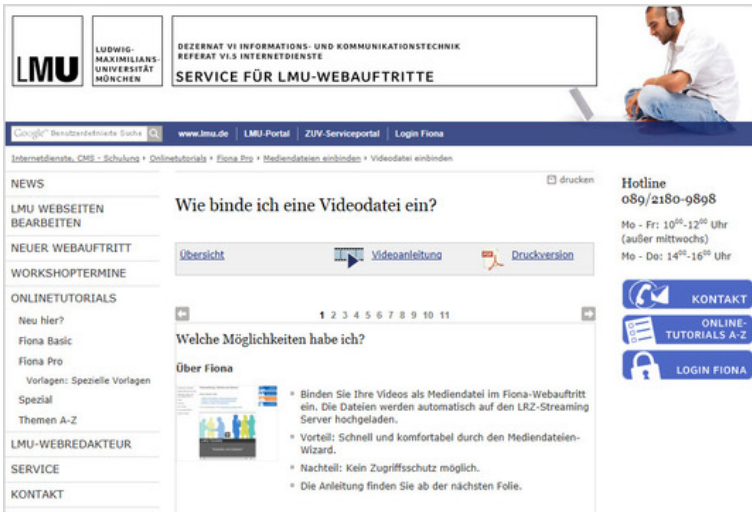 LMU
LUDWIG-
MAXIMILIANS-
UNIVERSITÄT
MÜNCHEN
DEZERNAT VI INFORMATIONS- UND KOMMUNIKATIONSTECHNIK
REFERAT VI.5 INTERNETDIENSTE
SERVICE FÜR LMU-WEBAUFTRITTE
Google™ Benutzerdefinierte Suche
www.lmu.de | LMU-Portal | ZUV-Serviceportal | Login Fiona
Internetdienste, CMS - Schulung › Onlinetutorials › Fiona Pro › Mediendateien einbinden › Videodatei einbinden
NEWS
LMU WEBSEITEN
BEARBEITEN
NEUER WEBAUFTRITT
WORKSHOPTERMINE
ONLINETUTORIALS
Neu hier?
Fiona Basic
Fiona Pro
Vorlagen: Spezielle Vorlagen
Spezial
Themen A-Z
LMU-WEBREDAKTEUR
SERVICE
KONTAKT
drucken
Wie binde ich eine Videodatei ein?
Übersicht
Videoanleitung
Druckversion
1 2 3 4 5 6 7 8 9 10 11
Welche Möglichkeiten habe ich?
Über Fiona
Binden Sie Ihre Videos als Mediendatei im Fiona-Webauftritt
ein. Die Dateien werden automatisch auf den LRZ-Streaming
Server hochgeladen.
Vorteil: Schnell und komfortabel durch den Mediendateien-
Wizard.
Nachteil: Kein Zugriffsschutz möglich.
Die Anleitung finden Sie ab der nächsten Folie.
Hotline
089/2180-9898
Mo - Fr: 10⁰⁰-12⁰⁰ Uhr
(außer mittwochs)
Mo - Do: 14⁰⁰-16⁰⁰ Uhr
KONTAKT
ONLINE-
TUTORIALS A-Z
LOGIN FIONA